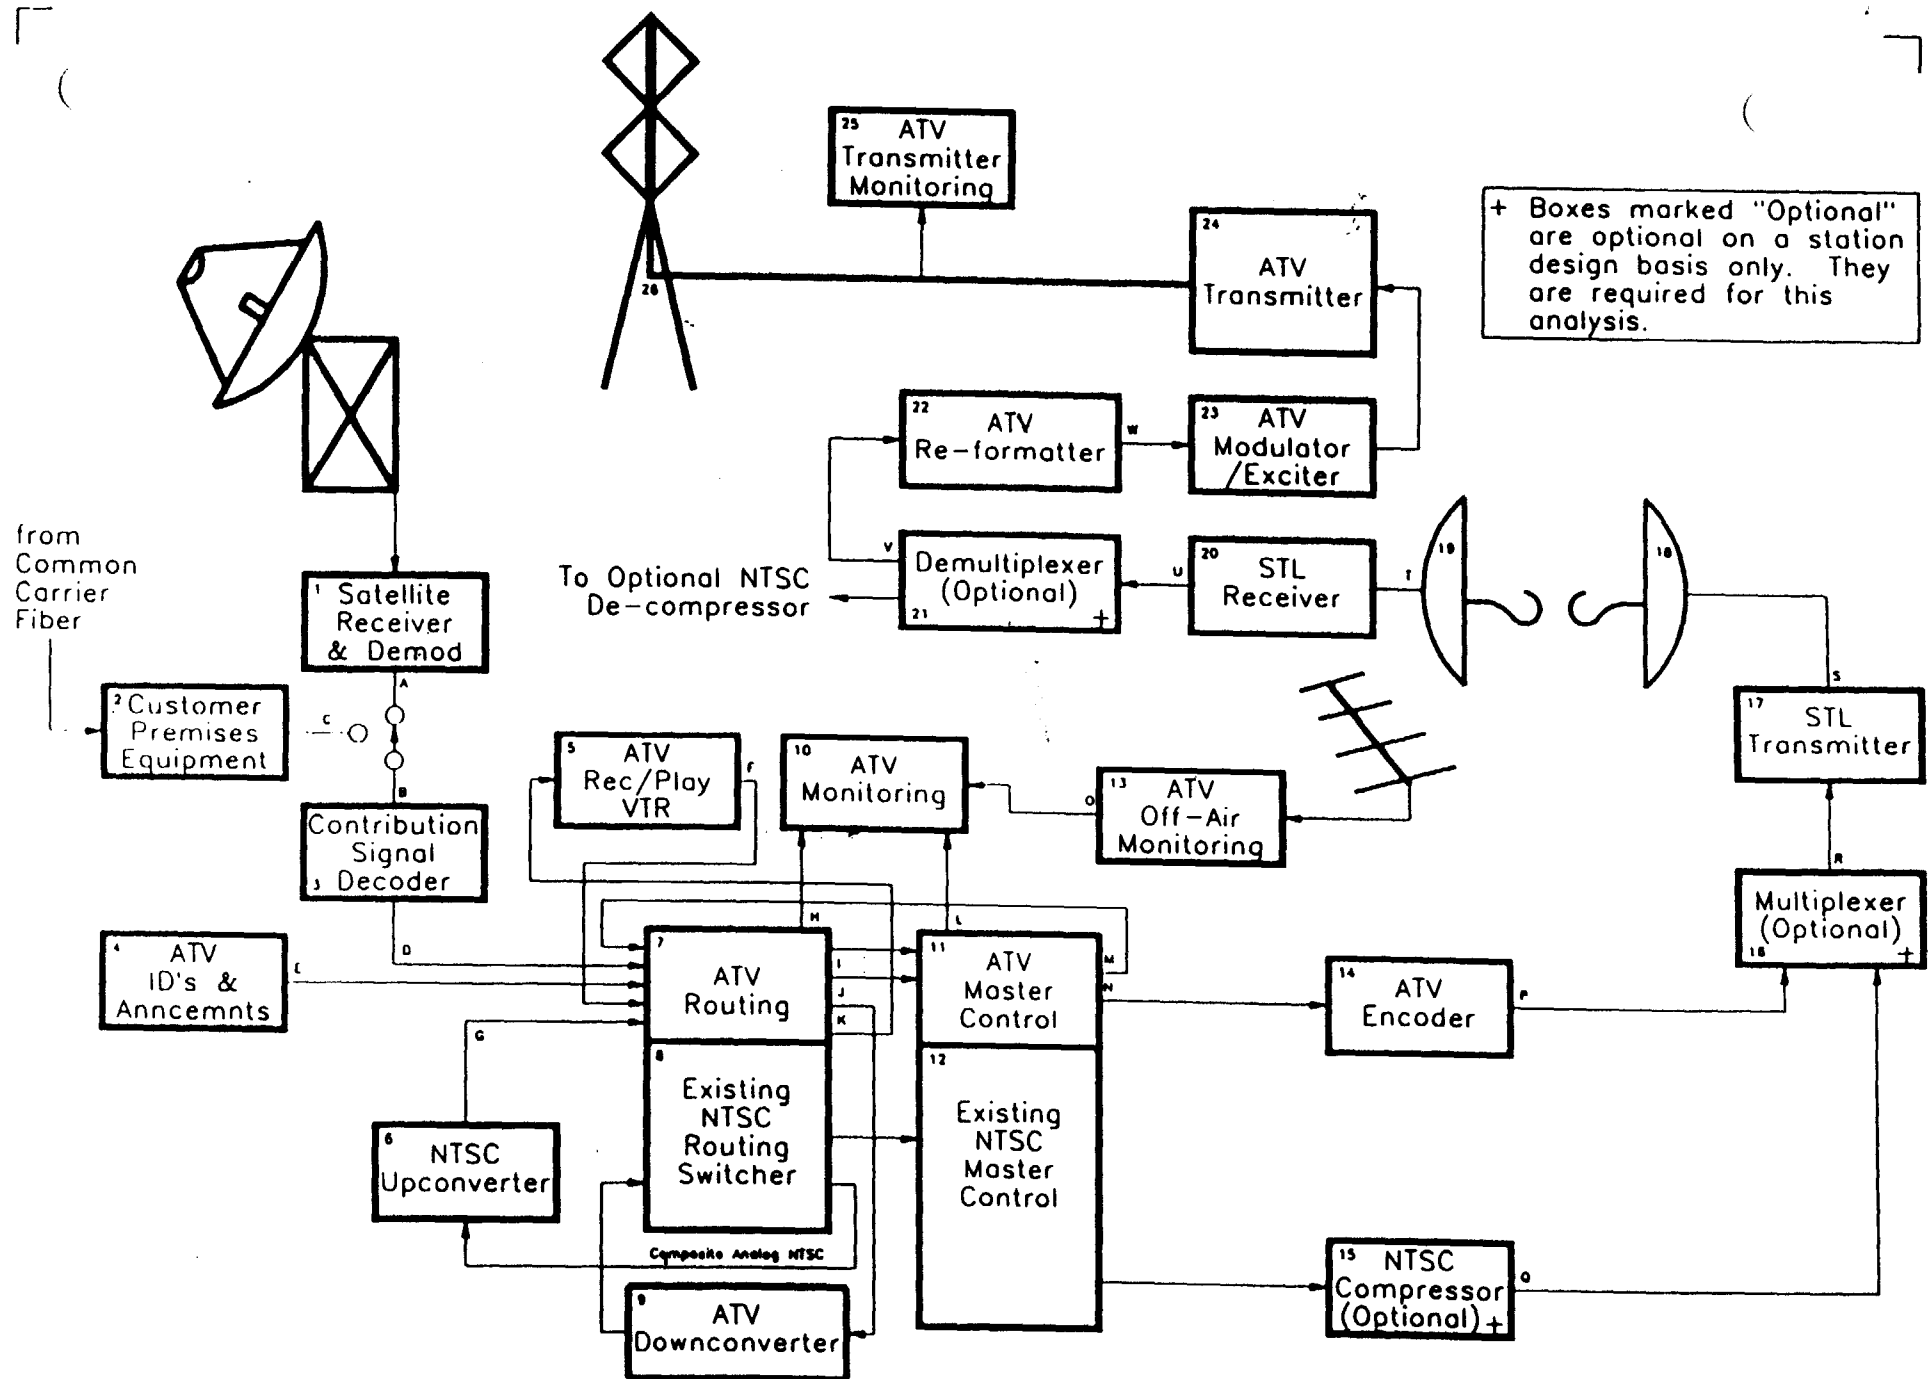 25 ATV
Transmitter
Monitoring
24
ATV
Transmitter
+ Boxes marked "Optional"
are optional on a station
design basis only. They
are required for this
analysis.
26
22
ATV
Re-formatter
W
23 ATV
Modulator
/Exciter
from
Common
Carrier
Fiber
1 Satellite
Receiver
& Demod
A
2 Customer
Premises
Equipment
C
B
Contribution
Signal
3 Decoder
To Optional NTSC
De-compressor
V
Demultiplexer
(Optional)
21 +
U
20
STL
Receiver
T
19
18
S
17
STL
Transmitter
R
Multiplexer
(Optional)
16 +
5 ATV
Rec/Play
VTR
F
10
ATV
Monitoring
O
13 ATV
Off-Air
Monitoring
4 ATV
ID's &
Anncemnts
E
D
G
H
L
7
ATV
Routing
I
J
K
11
ATV
Master
Control
M
N
14
ATV
Encoder
P
8
Existing
NTSC
Routing
Switcher
12
Existing
NTSC
Master
Control
6
NTSC
Upconverter
Composite Analog NTSC
9
ATV
Downconverter
15 NTSC
Compressor
(Optional) +
Q